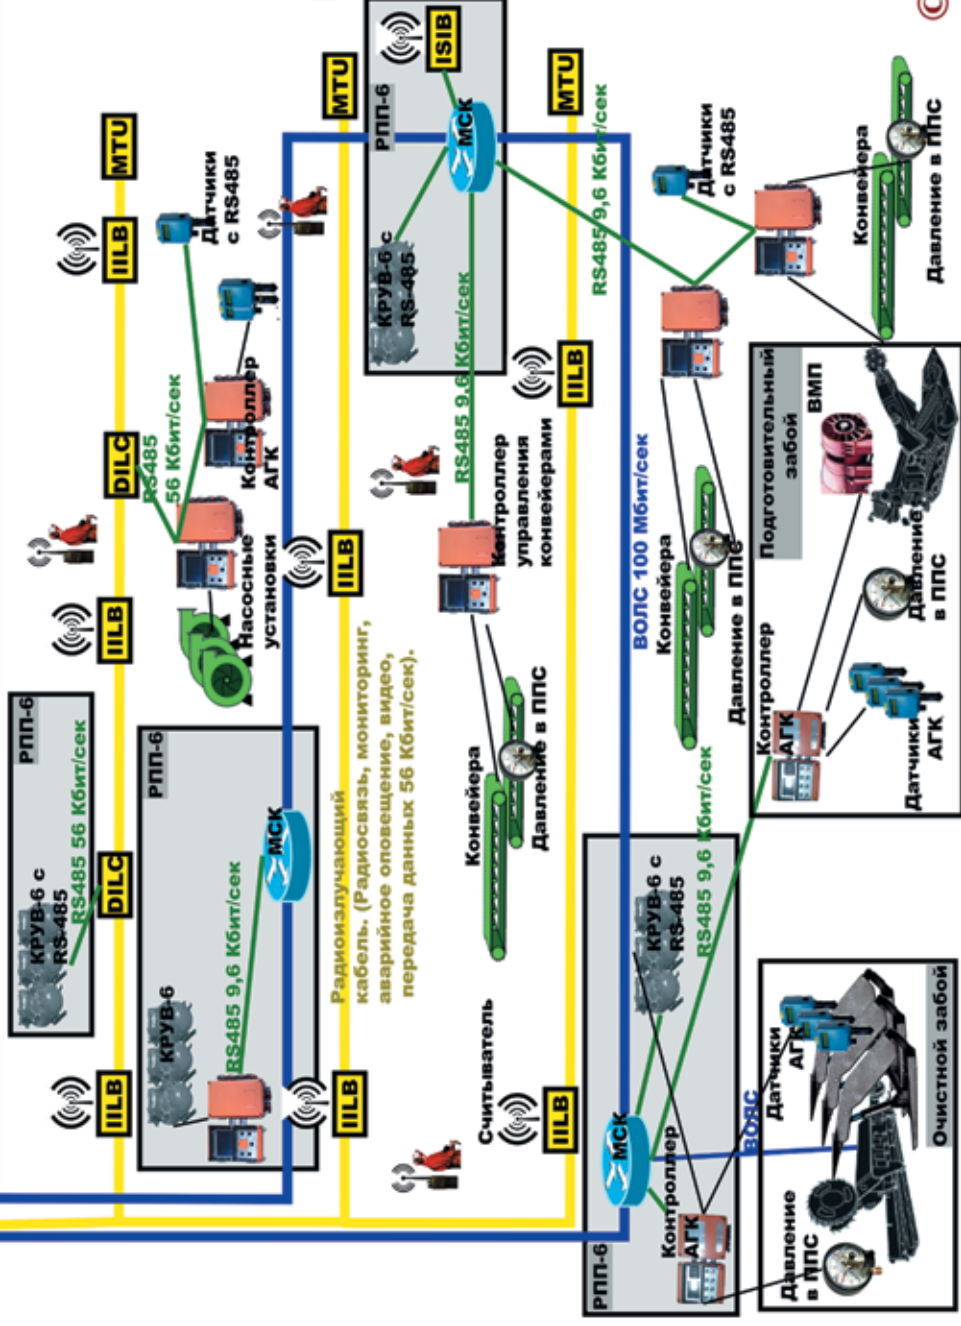 РПП-6
КРУВ-6 с
RS-485
RS485 56 Кбит/сек
IILB
DILC
IILB
DILC
IILB
MTU
RS485
56 Кбит/сек
Датчики
с RS485
Контроллер
АГК
Насосные
установки
РПП-6
КРУВ-6
RS485 9,6 Кбит/сек
МСК
IILB
IILB
MTU
Радиоизлучающий
кабель. (Радиосвязь, мониторинг,
аварийное оповещение, видео,
передача данных 56 Кбит/сек).
РПП-6
ISIB
МСК
КРУВ-6 с
RS-485
RS485 9,6 Кбит/сек
Контроллер
управления
конвейерами
Конвейера
Давление в ППС
Считыватель
IILB
IILB
MTU
RS485 9,6 Кбит/сек
ВОЛС 100 Мбит/сек
РПП-6
МСК
Контроллер
АГК
КРУВ-6 с
RS-485
RS485 9,6 Кбит/сек
Конвейера
Давление в ППС
Датчики
с RS485
Конвейера
Давление в ППС
ВОЛС
Давление
в ППС
Датчики
АГК
Очистной забой
Контроллер
АГК
Датчики
АГК
Давление
в ППС
ВМП
Подготовительный
забой
©